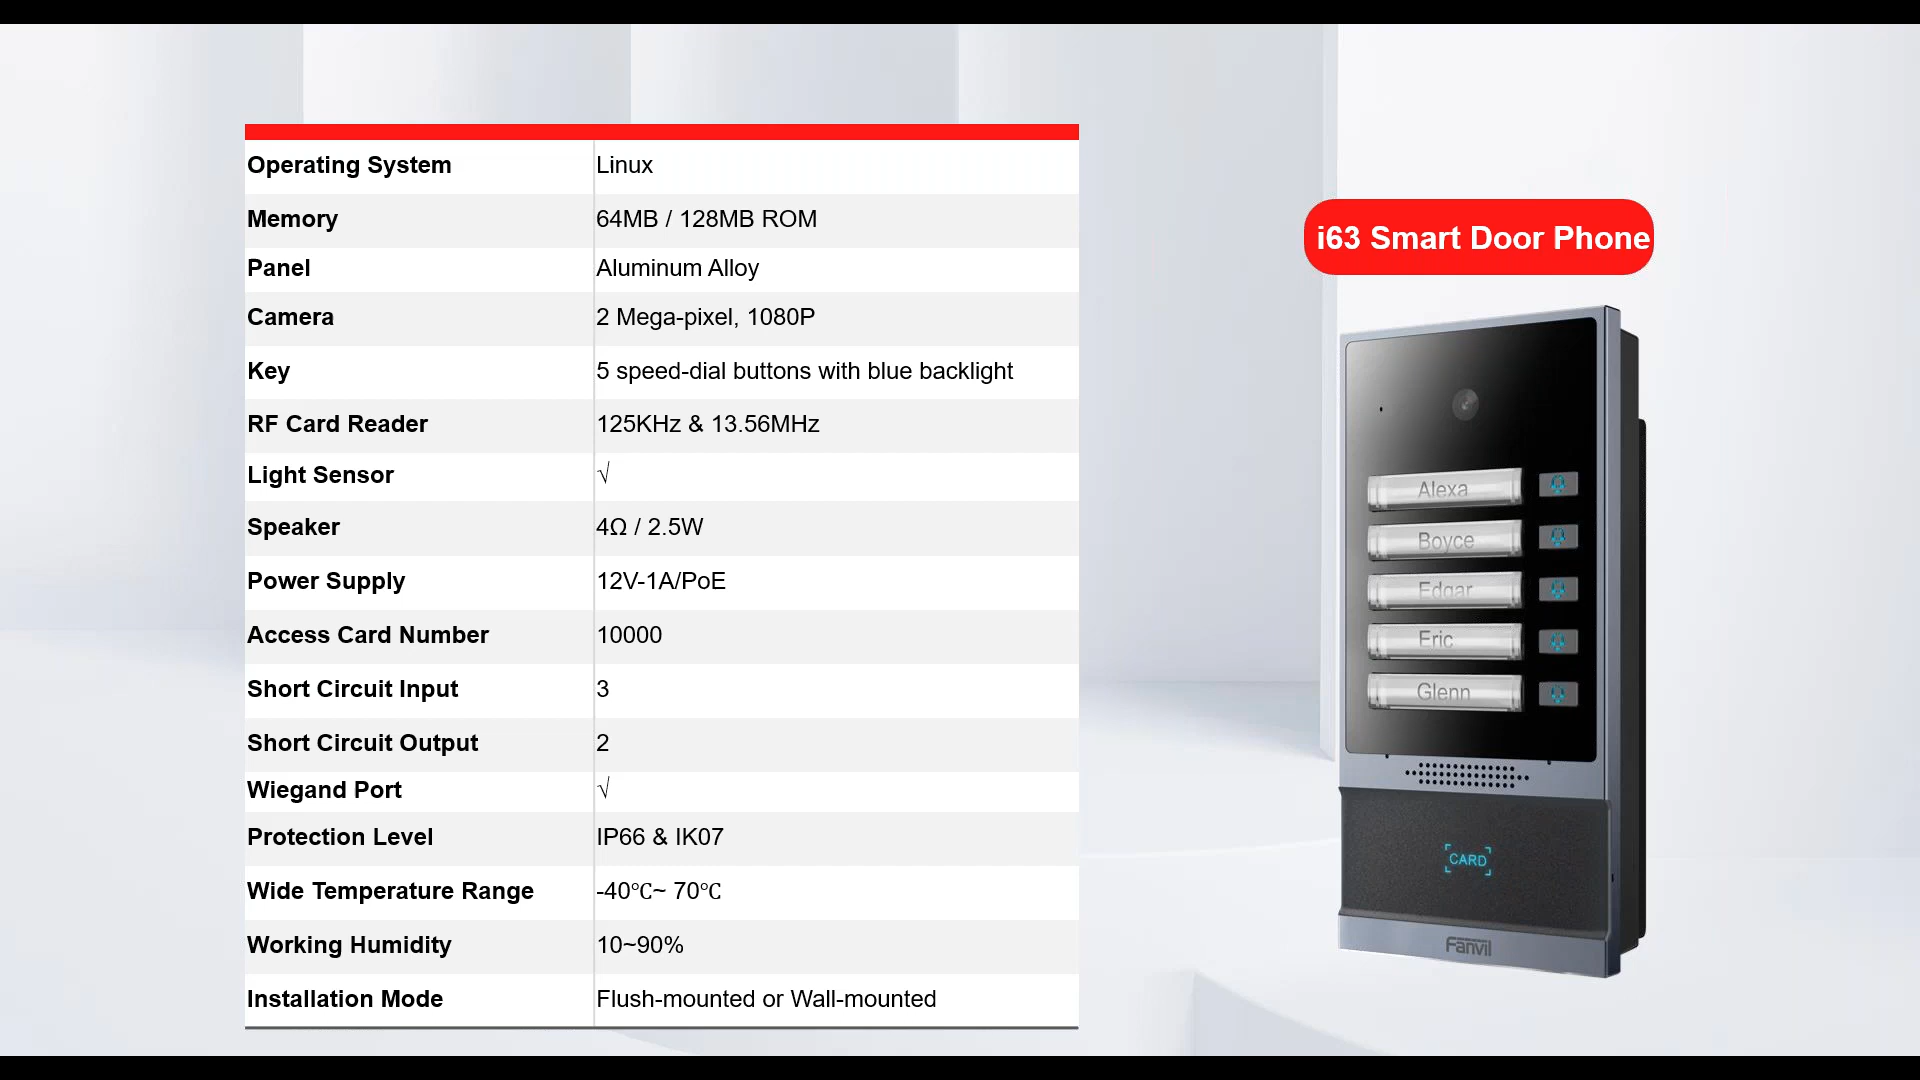 Operating System Linux
Memory 64MB / 128MB ROM
Panel Aluminum Alloy
Camera 2 Mega-pixel, 1080P
Key 5 speed-dial buttons with blue backlight
RF Card Reader 125KHz & 13.56MHz
Light Sensor √
Speaker 4Ω / 2.5W
Power Supply 12V-1A/PoE
Access Card Number 10000
Short Circuit Input 3
Short Circuit Output 2
Wiegand Port √
Protection Level IP66 & IK07
Wide Temperature Range -40℃~ 70℃
Working Humidity 10~90%
Installation Mode Flush-mounted or Wall-mounted
i63 Smart Door Phone
Alexa
Boyce
Edgar
Eric
Glenn
CARD
Fanvil